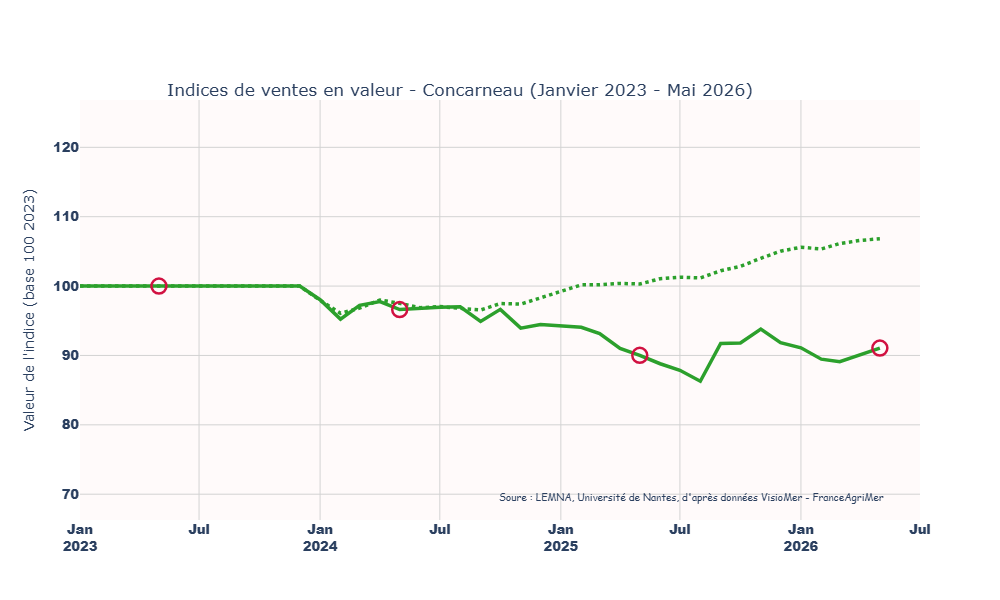 Indices de ventes en valeur - Concarneau (Janvier 2023 - Mai 2026)
Valeur de l'indice (base 100 2023)
120
110
100
90
80
70
Soure : LEMNA, Université de Nantes, d'après données VisioMer - FranceAgriMer
Jan Jul Jan Jul Jan Jul Jan Jul
2023 2024 2025 2026